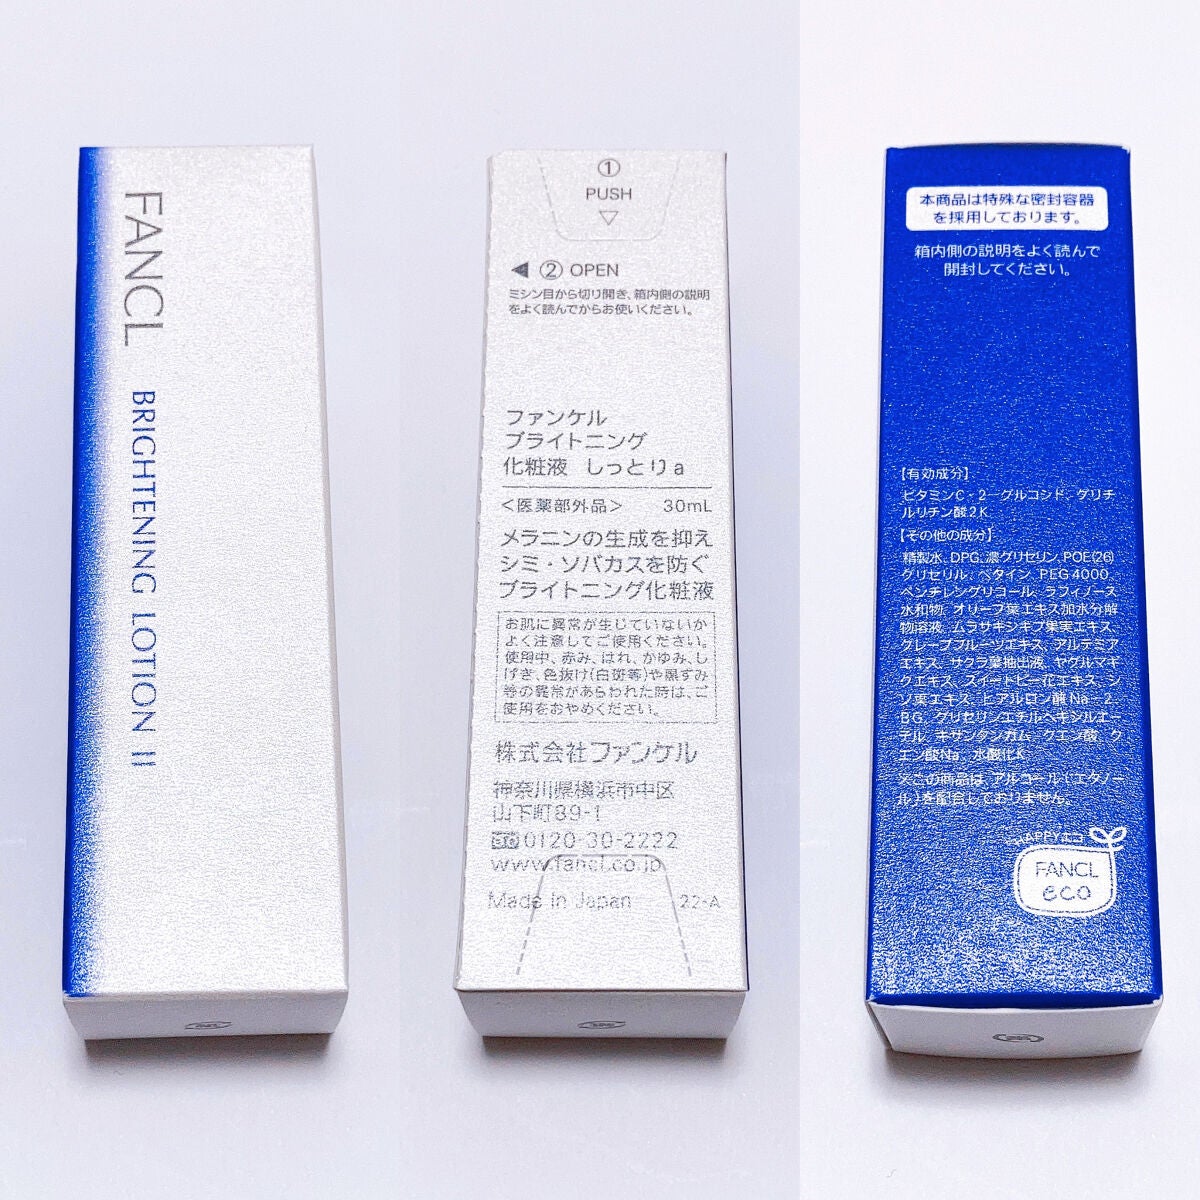 FANCL
BRIGHTENING LOTION II
①
PUSH
② OPEN
ミシン目から切り開き、箱内側の説明
をよく読んでからお使いください。
ファンケル
ブライトニング
化粧液 しっとり a
＜医薬部外品＞ 30mL
メラニンの生成を抑え
シミ・ソバカスを防ぐ
ブライトニング化粧液
お肌に異常が生じていないか
よく注意してご使用ください。
使用中、赤み、はれ、かゆみ、し
げき、色抜け(白斑等)や黒ずみ
等の異常があらわれた時は、ご
使用をおやめください。
株式会社ファンケル
神奈川県横浜市中区
山下町89-1
0120-30-2222
www.fancl.co.jp
Made in Japan 22-A
本商品は特殊な密封容器
を採用しております。
箱内側の説明をよく読んで
開封してください。
【有効成分】
ビタミンC・2－グルコシド、グリチ
ルリチン酸2K
【その他の成分】
精製水、DPG、濃グリセリン、POE(26)
グリセリル、ベタイン、PEG4000、
ペンチレングリコール、ラフィノース
水和物、オリーブ葉エキス加水分解
物溶液、ムラサキシキブ果実エキス、
グレープフルーツエキス、アルテミア
エキス、サクラ葉抽出液、ヤグルマギ
クエキス、スイートピー花エキス、シ
ソ葉エキス、ヒアルロン酸Na－2、
BG、グリセリンエチルヘキシルエー
テル、キサンタンガム、クエン酸、ク
エン酸Na、水酸化K
※この商品は、アルコール(エタノー
ル)を配合しておりません。
HAPPYエコ
FANCL
eco